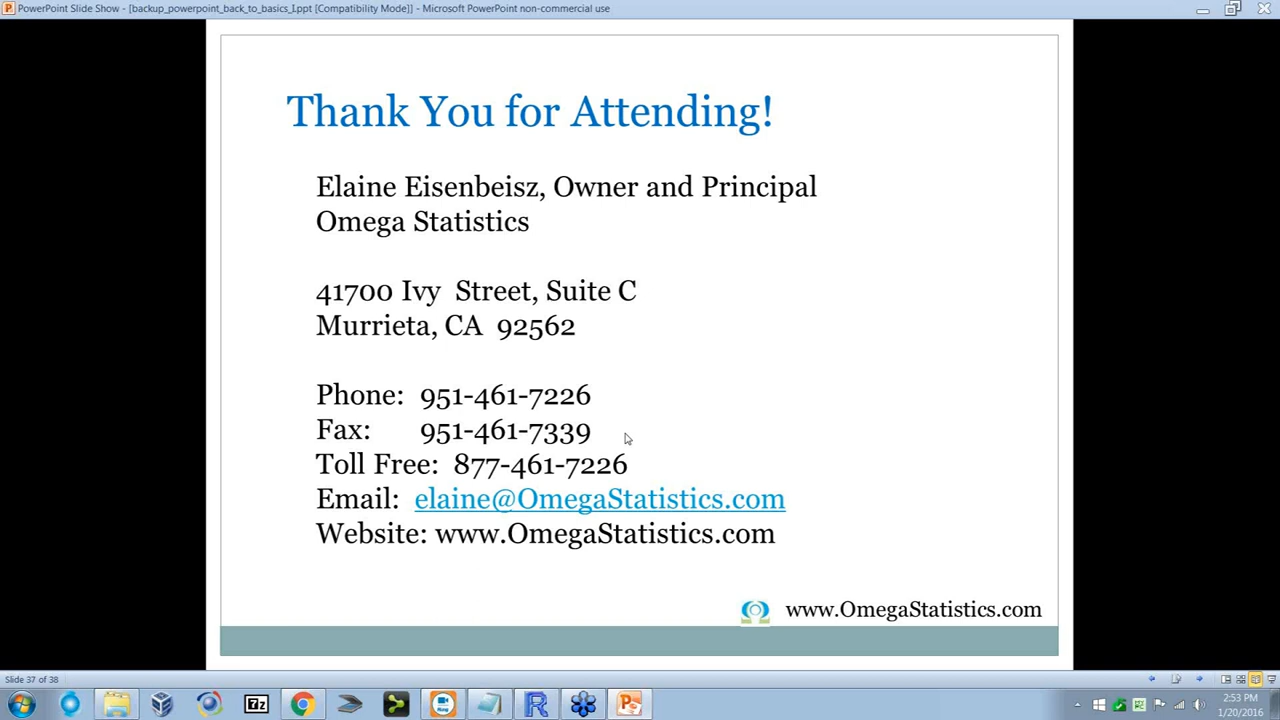 PowerPoint Slide Show - [backup_powerpoint_back_to_basics_I.ppt [Compatibility Mode]] - Microsoft PowerPoint non-commercial use
Thank You for Attending!
Elaine Eisenbeisz, Owner and Principal
Omega Statistics
41700 Ivy  Street, Suite C
Murrieta, CA  92562
Phone:  951-461-7226
Fax:      951-461-7339
Toll Free:  877-461-7226
Email:  elaine@OmegaStatistics.com
Website: www.OmegaStatistics.com
www.OmegaStatistics.com
Slide 37 of 38
7z
R
2:53 PM
1/20/2016